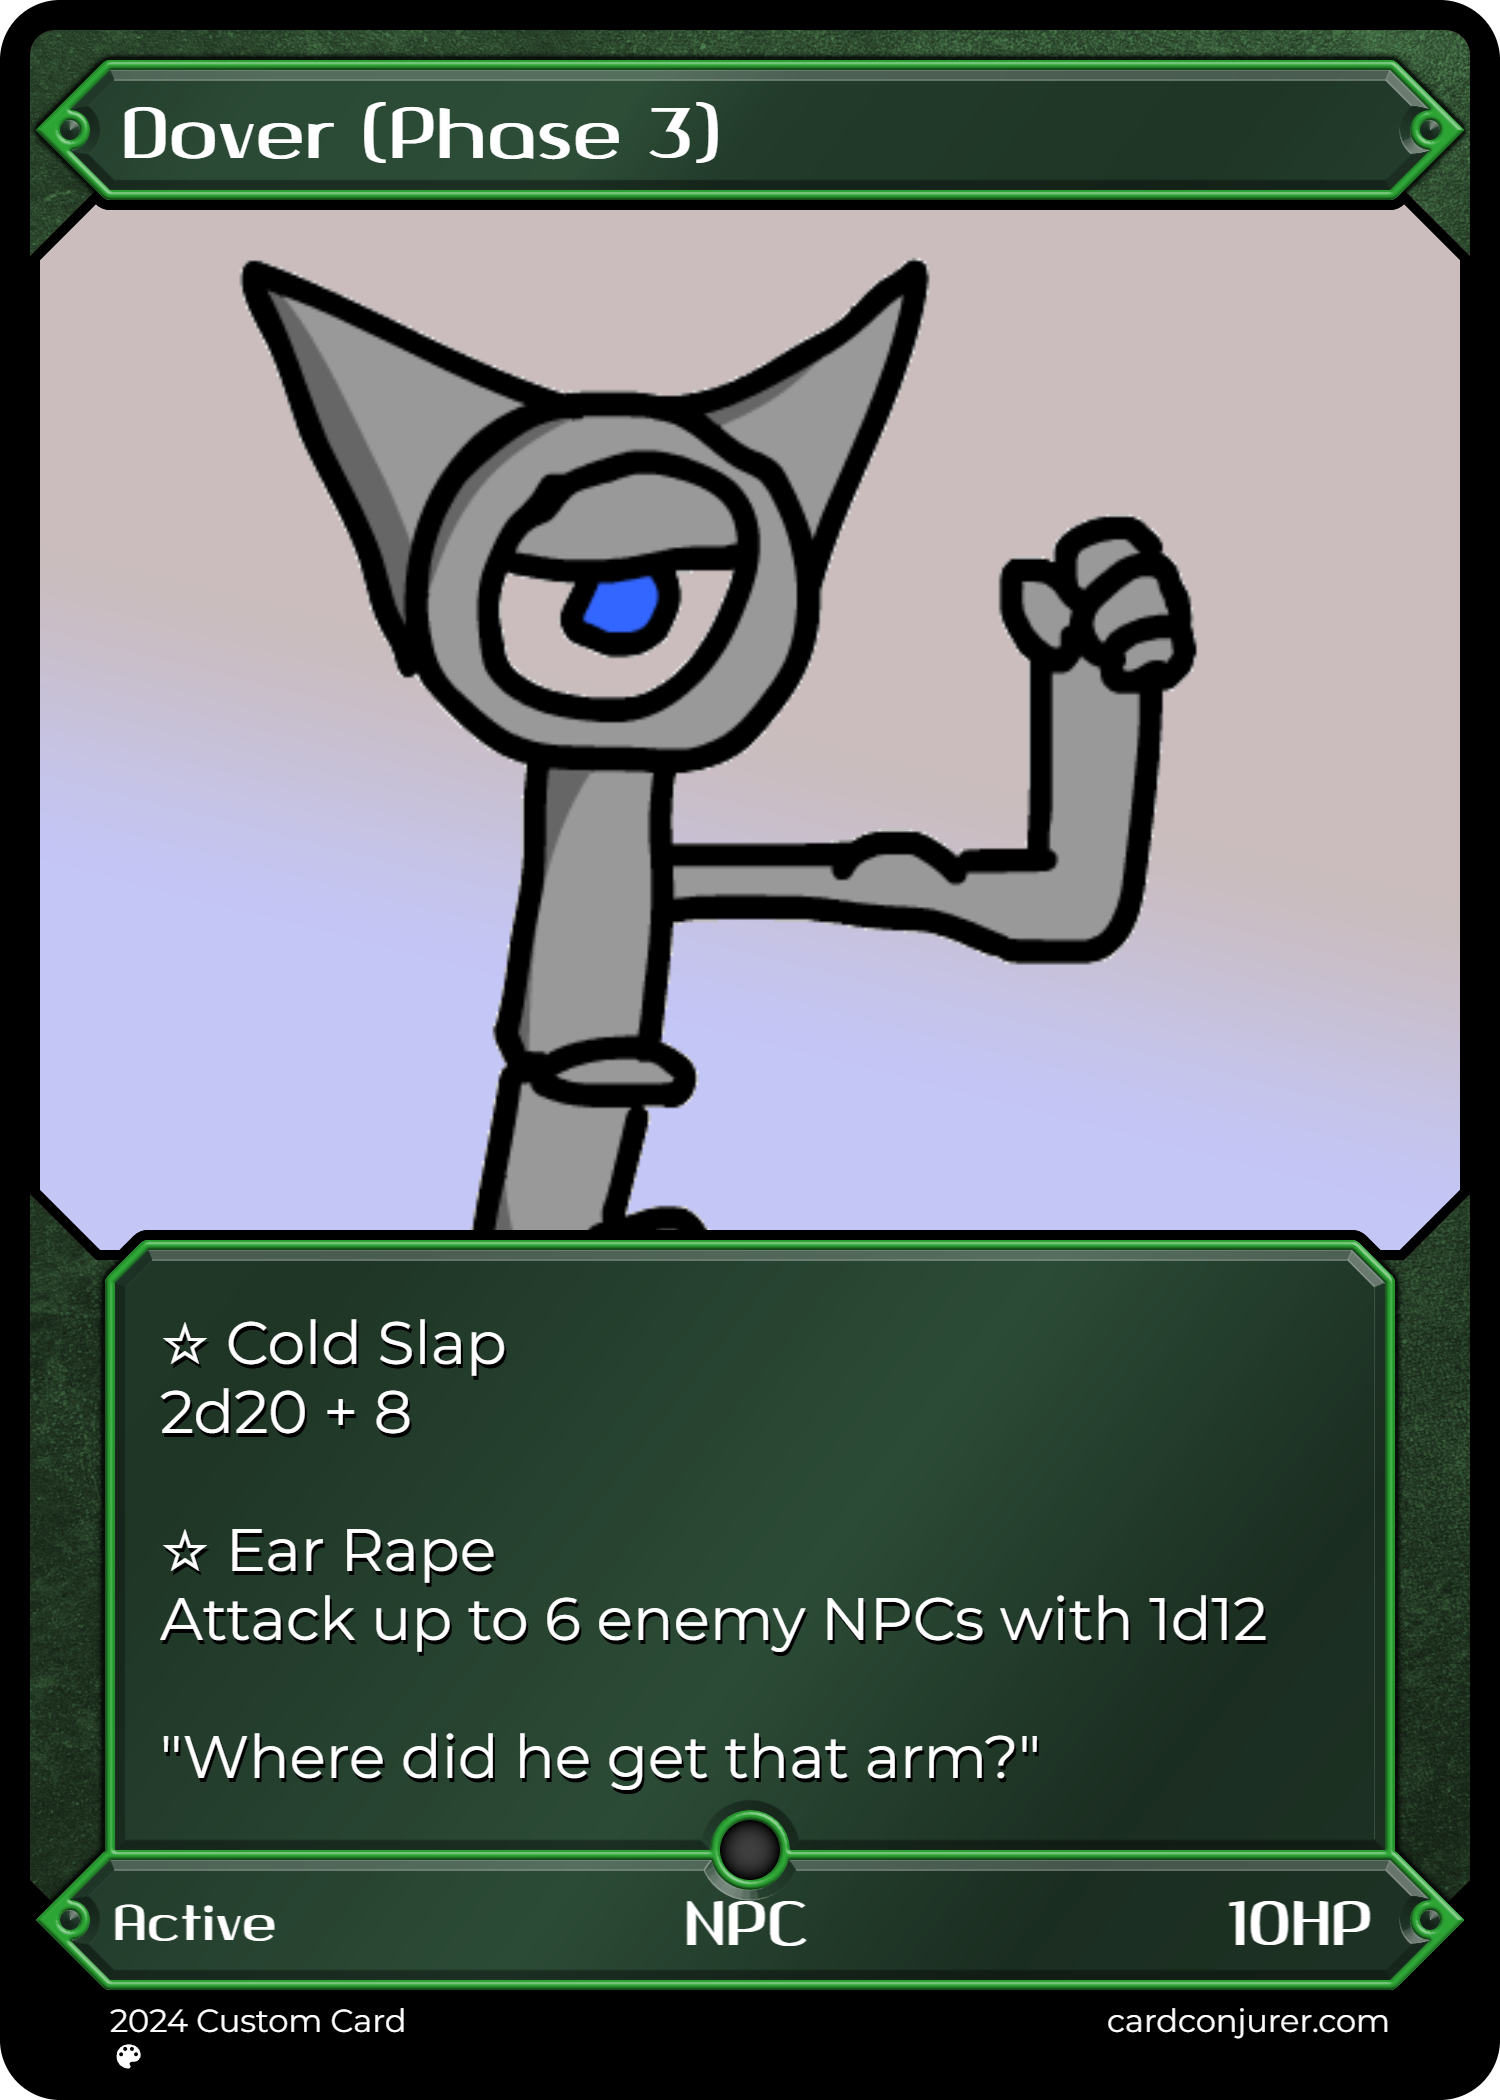 Dover (Phase 3)
☆ Cold Slap
2d20 + 8
☆ Ear Rape
Attack up to 6 enemy NPCs with 1d12
"Where did he get that arm?"
Active NPC 10HP
2024 Custom Card cardconjurer.com